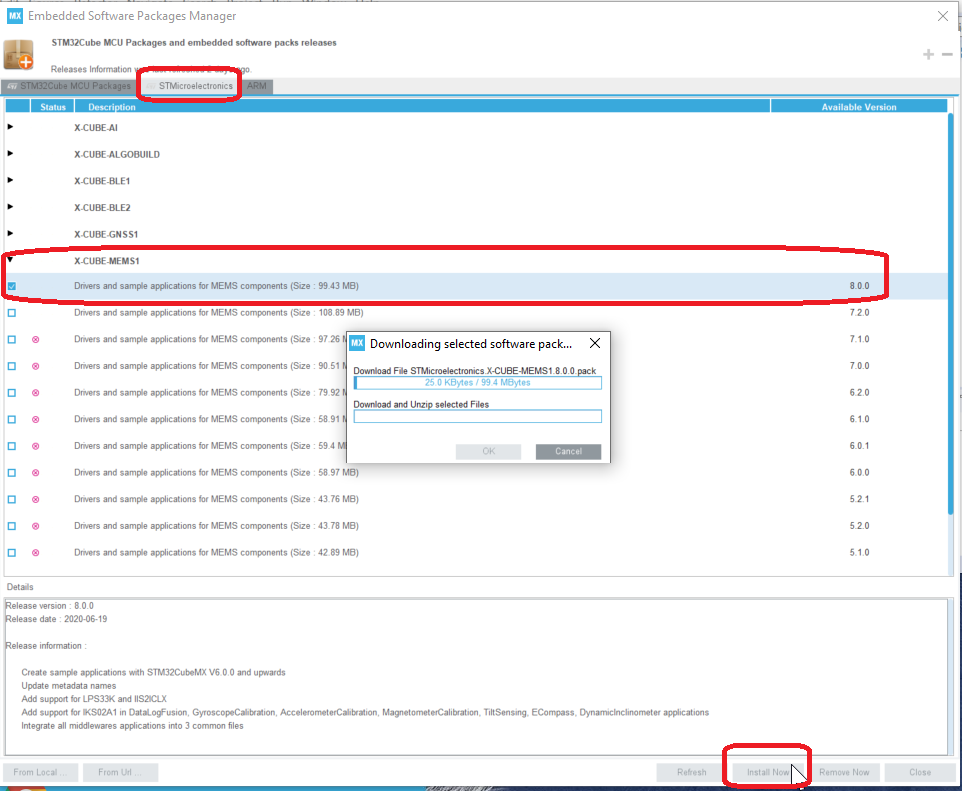 MX Embedded Software Packages Manager
STM32Cube MCU Packages and embedded software packs releases
Releases Information was last refreshed 2 days ago.
STM32Cube MCU Packages STMicroelectronics ARM
Status Description Available Version
X-CUBE-AI
X-CUBE-ALGOBUILD
X-CUBE-BLE1
X-CUBE-BLE2
X-CUBE-GNSS1
X-CUBE-MEMS1
Drivers and sample applications for MEMS components (Size : 99.43 MB) 8.0.0
Drivers and sample applications for MEMS components (Size : 108.89 MB) 7.2.0
Drivers and sample applications for MEMS components (Size : 97.26 M 7.1.0
Drivers and sample applications for MEMS components (Size : 90.51 M 7.0.0
Drivers and sample applications for MEMS components (Size : 79.92 M 6.2.0
Drivers and sample applications for MEMS components (Size : 58.91 M 6.1.0
Drivers and sample applications for MEMS components (Size : 59.4 M 6.0.1
Drivers and sample applications for MEMS components (Size : 58.97 MB) 6.0.0
Drivers and sample applications for MEMS components (Size : 43.76 MB) 5.2.1
Drivers and sample applications for MEMS components (Size : 43.78 MB) 5.2.0
Drivers and sample applications for MEMS components (Size : 42.89 MB) 5.1.0
MX Downloading selected software pack...
Download File STMicroelectronics.X-CUBE-MEMS1.8.0.0.pack
25.0 KBytes / 99.4 MBytes
Download and Unzip selected Files
OK Cancel
Details
Release version : 8.0.0
Release date : 2020-06-19
Release information :
Create sample applications with STM32CubeMX V6.0.0 and upwards
Update metadata names
Add support for LPS33K and IIS2ICLX
Add support for IKS02A1 in DataLogFusion, GyroscopeCalibration, AccelerometerCalibration, MagnetometerCalibration, TiltSensing, ECompass, DynamicInclinometer applications
Integrate all middlewares applications into 3 common files
From Local ... From Url ... Refresh Install Now Remove Now Close